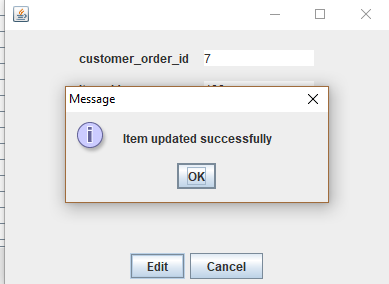 customer_order_id 7
Message
Item updated successfully
OK
Edit Cancel